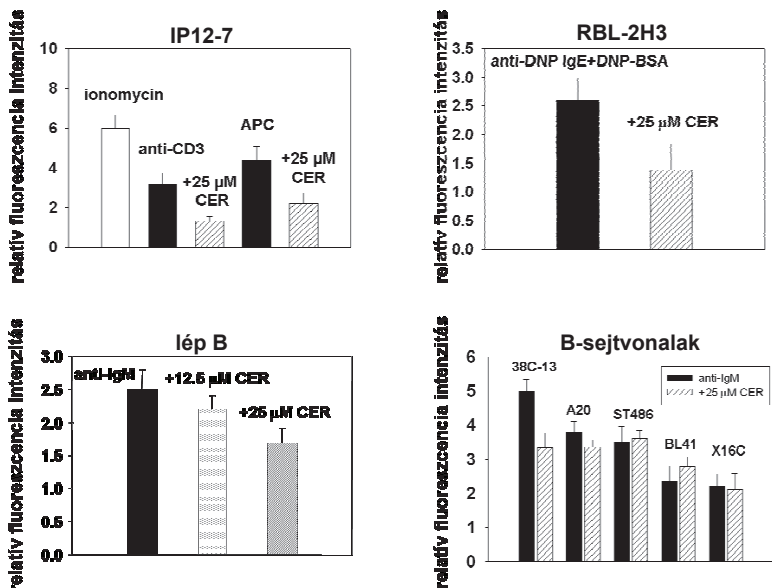 IP12-7
relatív fluoreszcencia intenzitás
10
8
6
4
2
0
ionomycin
anti-CD3
+25 µM
CER
APC
+25 µM
CER
RBL-2H3
relatív fluoreszcencia intenzitás
3.5
3.0
2.5
2.0
1.5
1.0
0.5
0.0
anti-DNP IgE+DNP-BSA
+25 µM CER
lép B
relatív fluoreszcencia intenzitás
3.0
2.5
2.0
1.5
1.0
0.5
0.0
anti-IgM
+12.5 µM CER
+25 µM CER
B-sejtvonalak
relatív fluoreszcencia intenzitás
6
5
4
3
2
1
0
38C-13
A20
ST486
BL41
X16C
anti-IgM
+25 µM CER